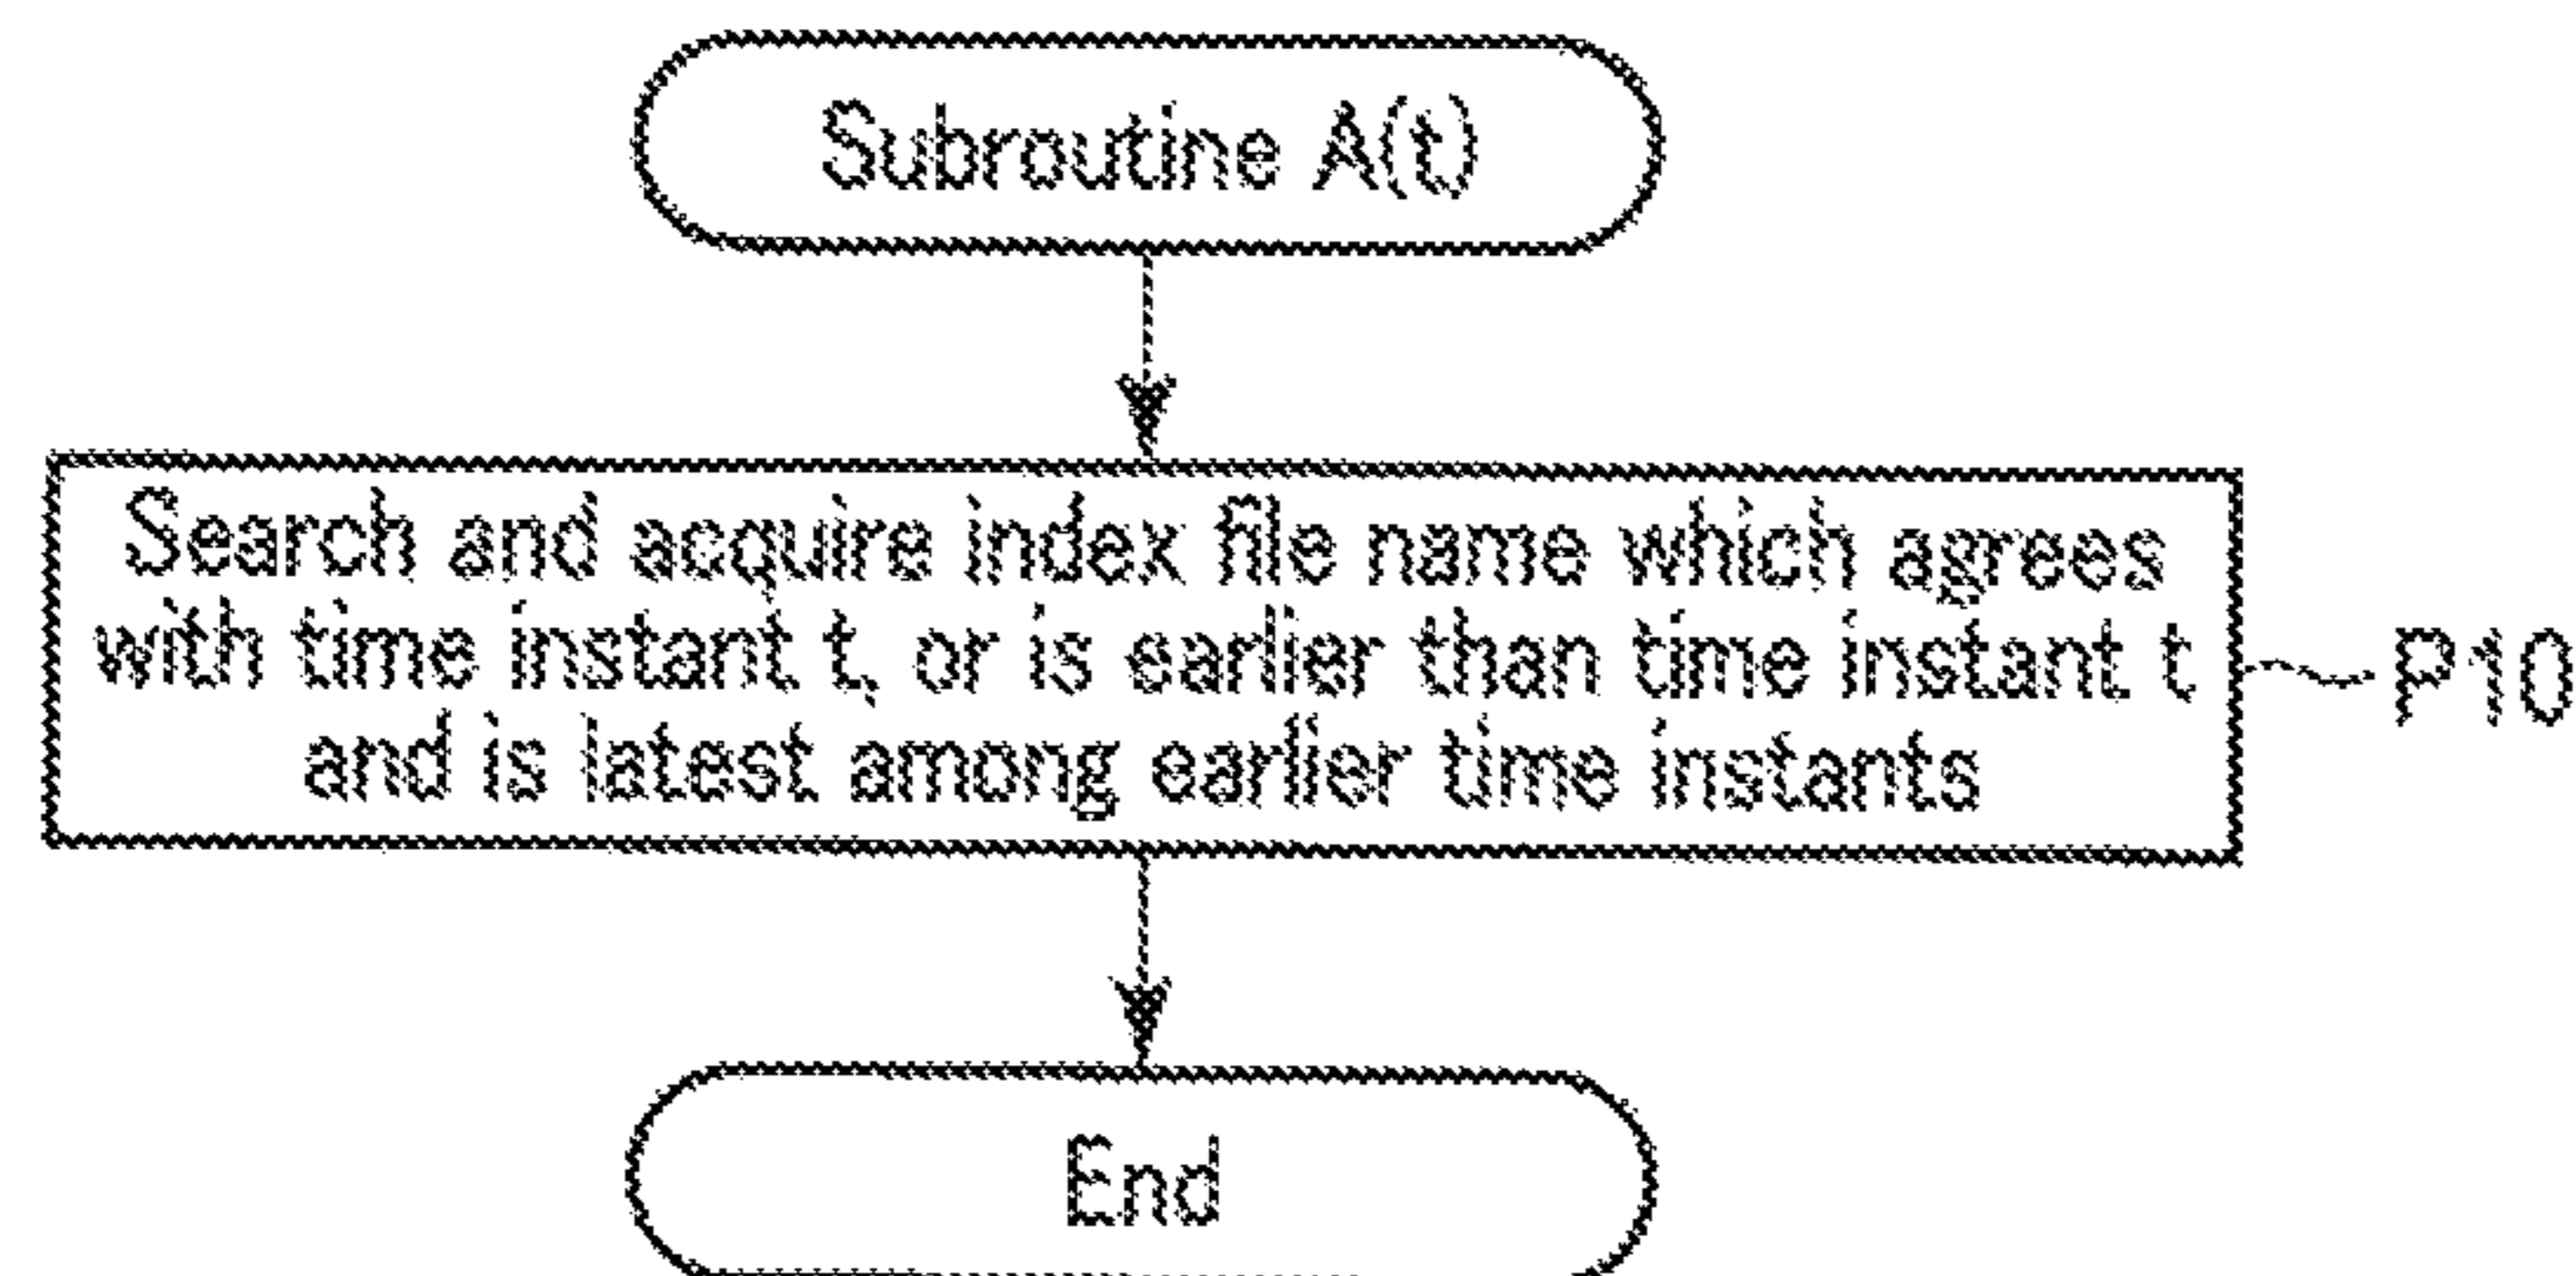 Subroutine A(t)
Search and acquire index file name which agrees
with time instant t, or is earlier than time instant t
and is latest among earlier time instants
P10
End